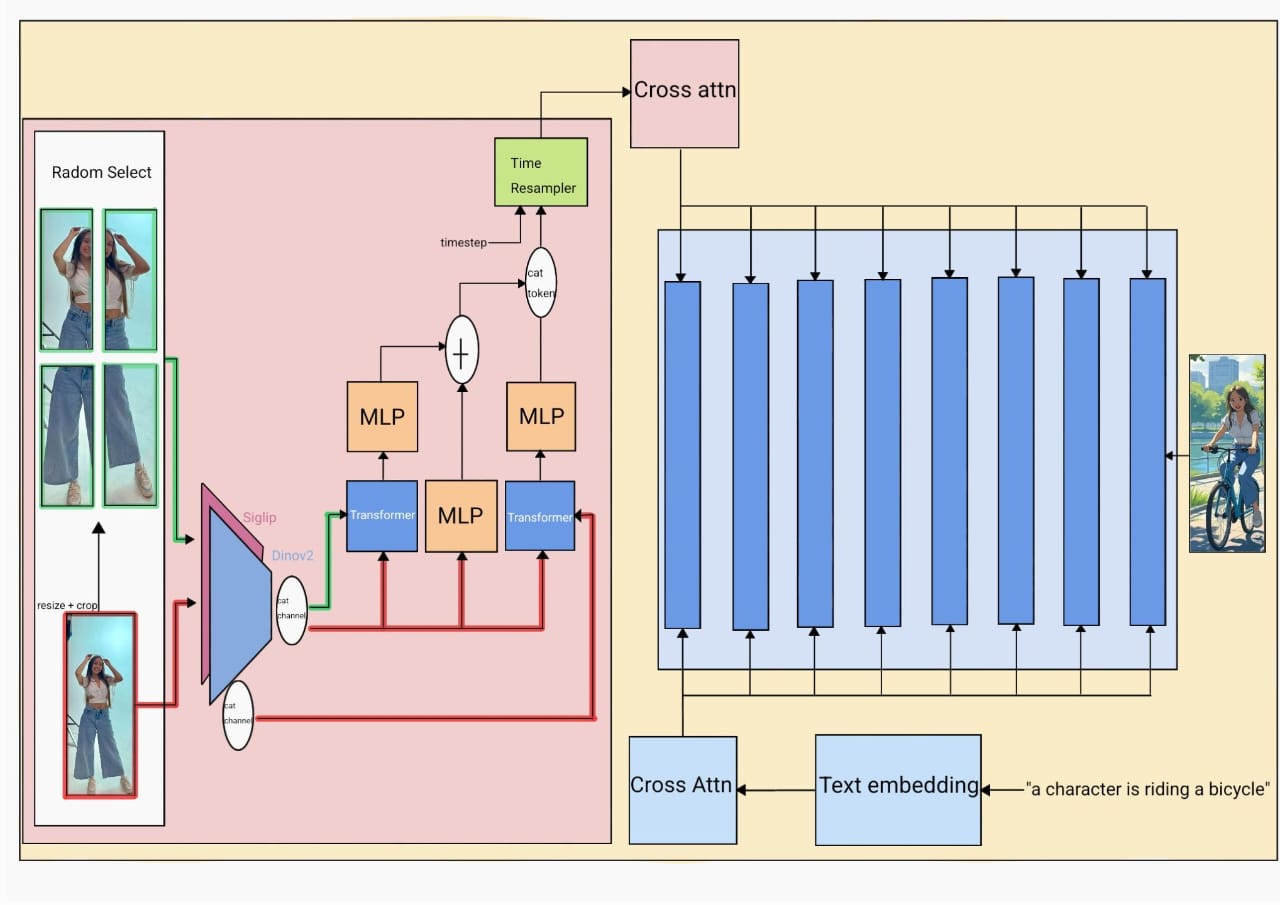 Cross attn
Radom Select
Time
Resampler
timestep
cat
token
MLP
MLP
Transformer
MLP
Transformer
Siglip
Dinov2
cat
channel
resize + crop
cat
channel
Cross Attn
Text embedding
"a character is riding a bicycle"